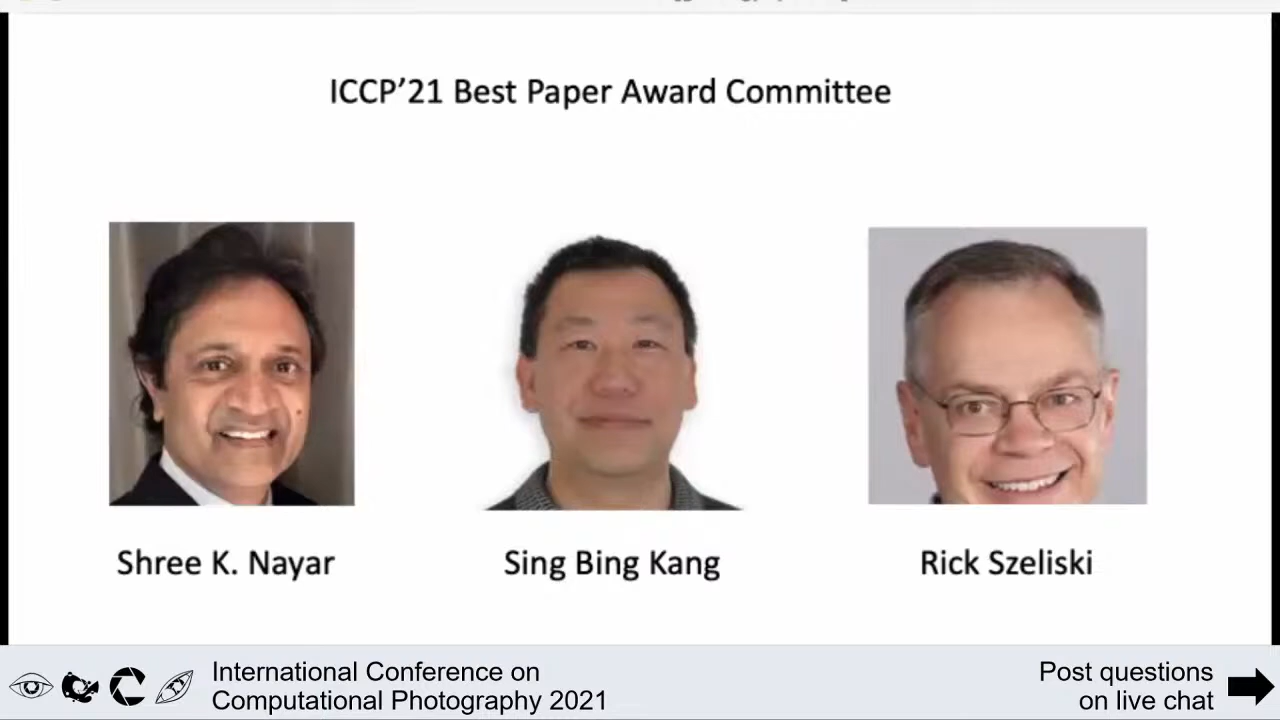 ICCP’21 Best Paper Award Committee
Shree K. Nayar
Sing Bing Kang
Rick Szeliski
International Conference on
Computational Photography 2021
Post questions
on live chat